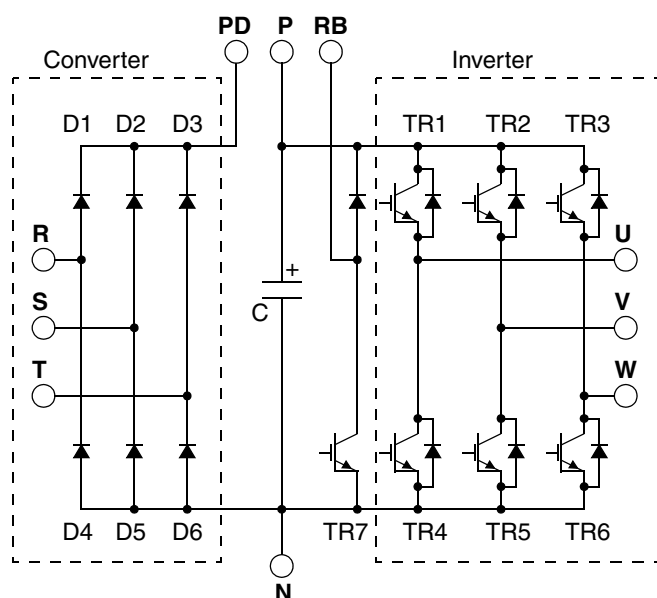 PD P RB
Converter Inverter
D1 D2 D3 TR1 TR2 TR3
R U
S V
+
C
T W
D4 D5 D6 TR7 TR4 TR5 TR6
N